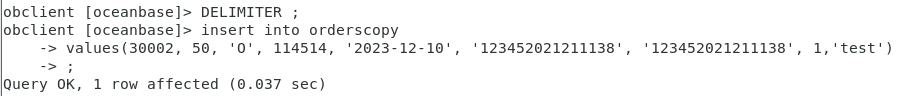 obclient [oceanbase]> DELIMITER ;
obclient [oceanbase]> insert into orderscopy
    -> values(30002, 50, 'O', 114514, '2023-12-10', '123452021211138', '123452021211138', 1,'test')
    -> ;
Query OK, 1 row affected (0.037 sec)